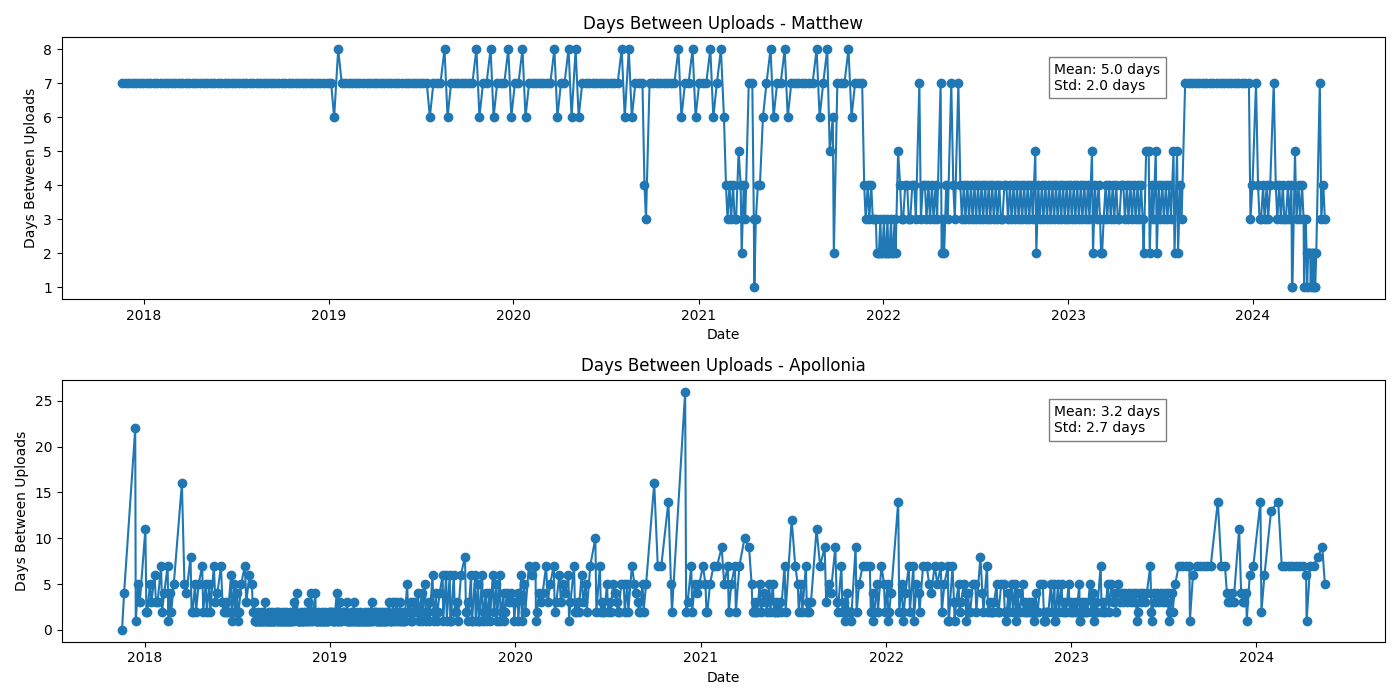 Days Between Uploads - Matthew
Days Between Uploads
8
7
6
5
4
3
2
1
Mean: 5.0 days
Std: 2.0 days
2018 2019 2020 2021 2022 2023 2024
Date
Days Between Uploads - Apollonia
Days Between Uploads
25
20
15
10
5
0
Mean: 3.2 days
Std: 2.7 days
2018 2019 2020 2021 2022 2023 2024
Date